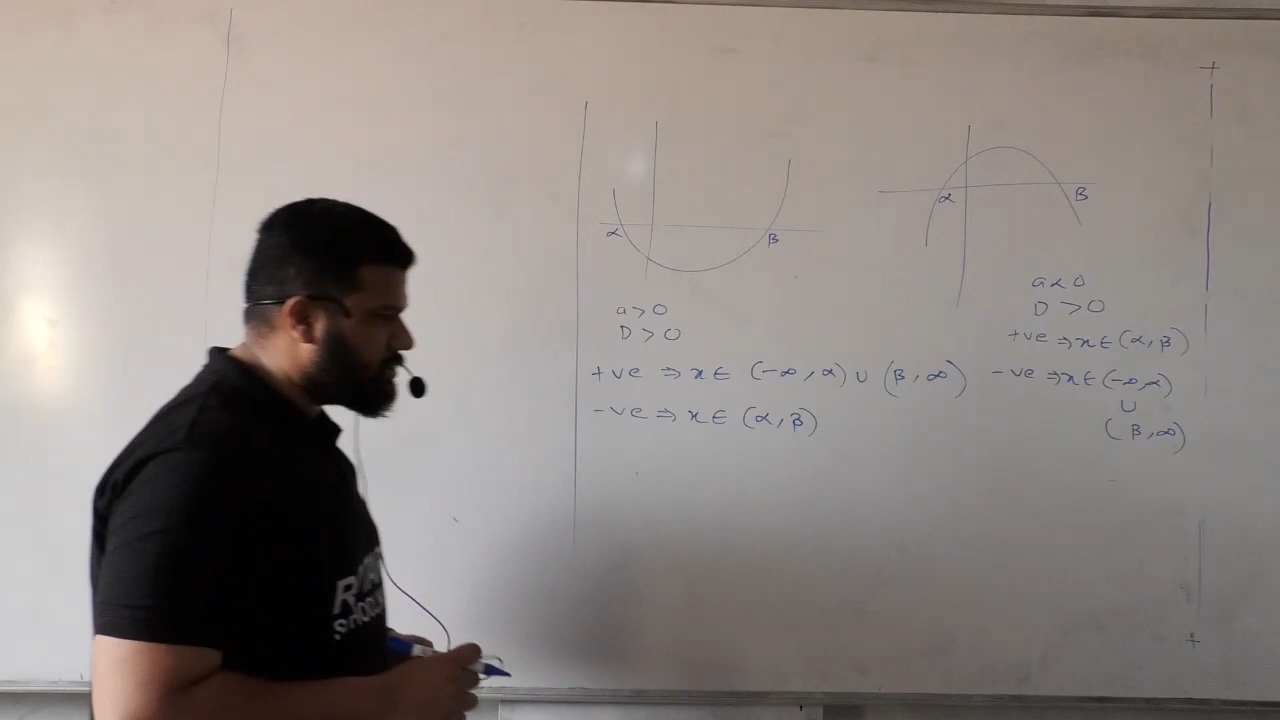 α
β
a > 0
D > 0
+ve ⇒ x ∈ (-∞, α) ∪ (β, ∞)
-ve ⇒ x ∈ (α, β)
α
β
a < 0
D > 0
+ve ⇒ x ∈ (α, β)
-ve ⇒ x ∈ (-∞, α)
∪
(β, ∞)